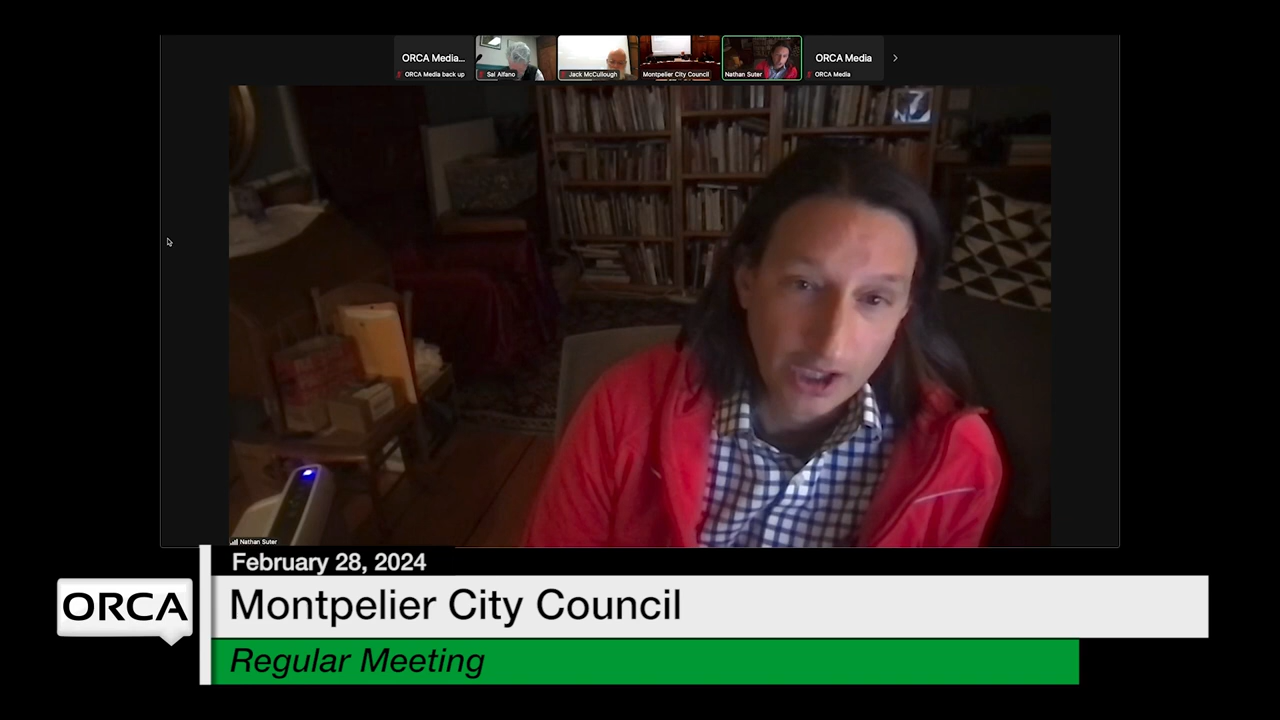 ORCA Media...
ORCA Media back up
Sal Alfano
Jack McCullough
Montpelier City Council
Nathan Suter
ORCA Media
ORCA Media
Nathan Suter
February 28, 2024
ORCA
Montpelier City Council
Regular Meeting